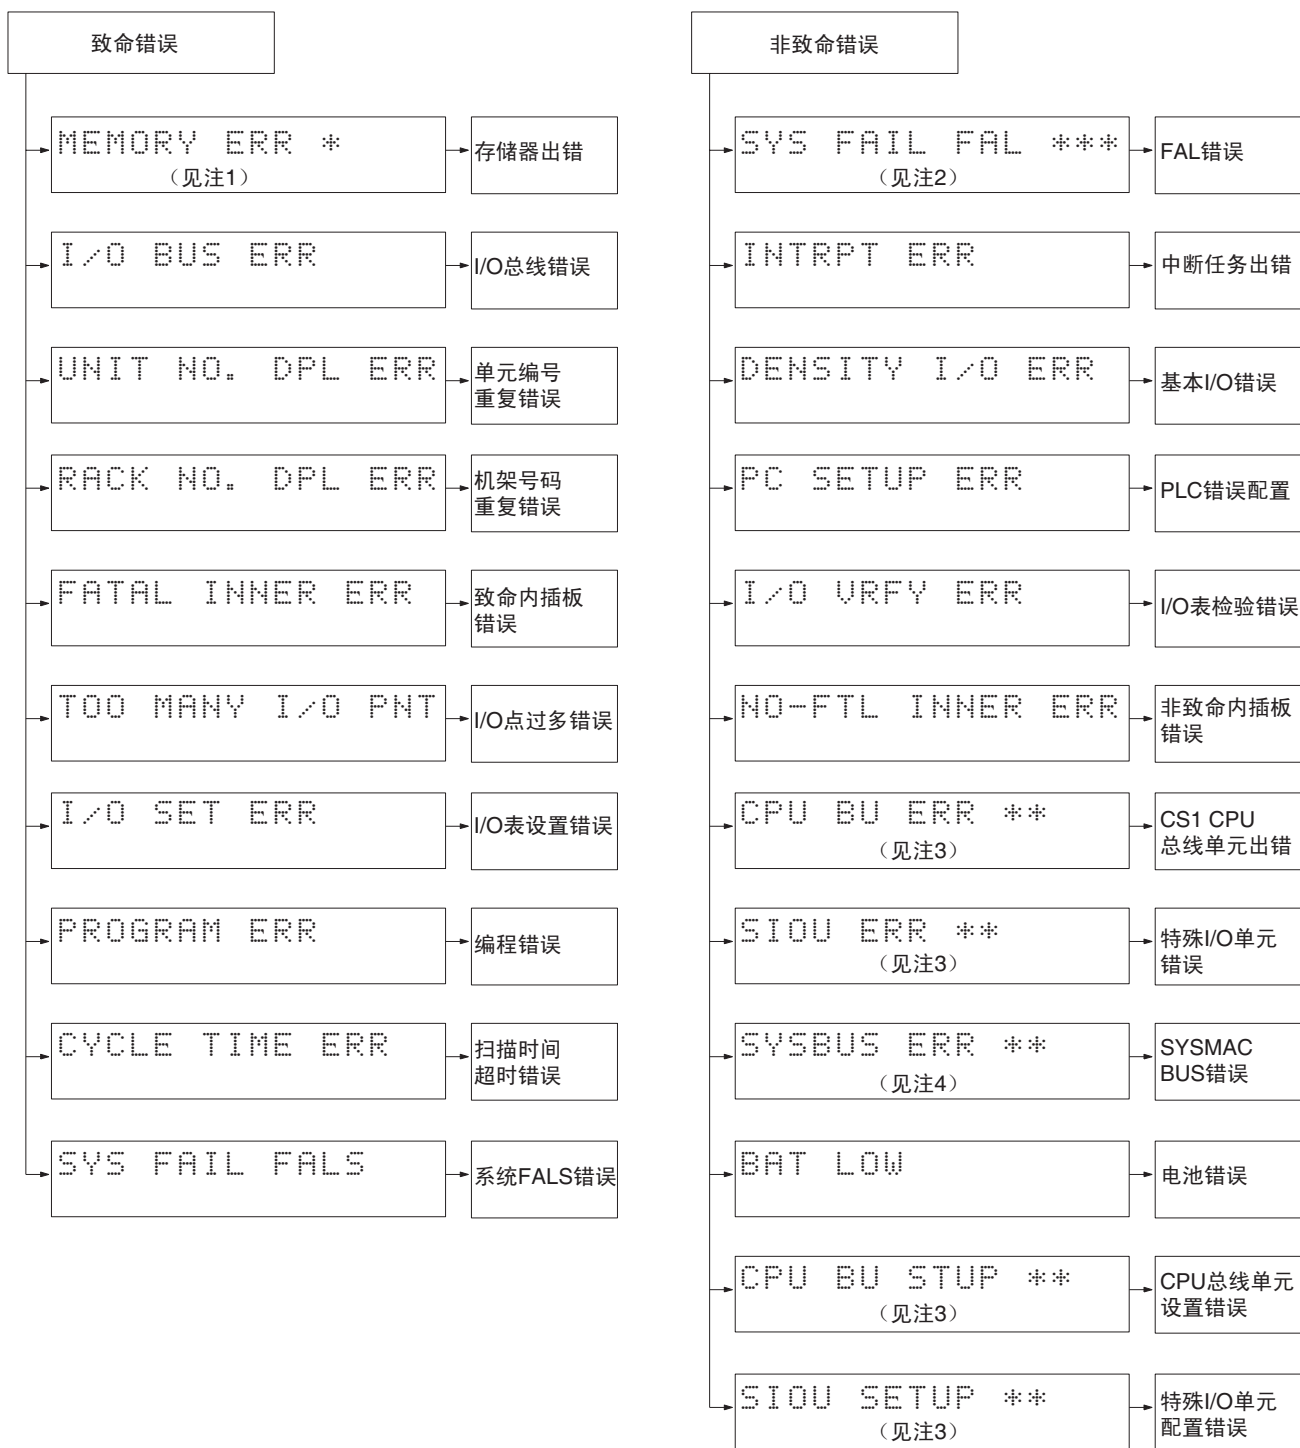 致命错误
MEMORY ERR *
（见注1）
存储器出错
I/O BUS ERR
I/O总线错误
UNIT NO. DPL ERR
单元编号
重复错误
RACK NO. DPL ERR
机架号码
重复错误
FATAL INNER ERR
致命内插板
错误
TOO MANY I/O PNT
I/O点过多错误
I/O SET ERR
I/O表设置错误
PROGRAM ERR
编程错误
CYCLE TIME ERR
扫描时间
超时错误
SYS FAIL FALS
系统FALS错误
非致命错误
SYS FAIL FAL ***
（见注2）
FAL错误
INTRPT ERR
中断任务出错
DENSITY I/O ERR
基本I/O错误
PC SETUP ERR
PLC错误配置
I/O VRFY ERR
I/O表检验错误
NO-FTL INNER ERR
非致命内插板
错误
CPU BU ERR **
（见注3）
CS1 CPU
总线单元出错
SIOU ERR **
（见注3）
特殊I/O单元
错误
SYSBUS ERR **
（见注4）
SYSMAC
BUS错误
BAT LOW
电池错误
CPU BU STUP **
（见注3）
CPU总线单元
设置错误
SIOU SETUP **
（见注3）
特殊I/O单元
配置错误